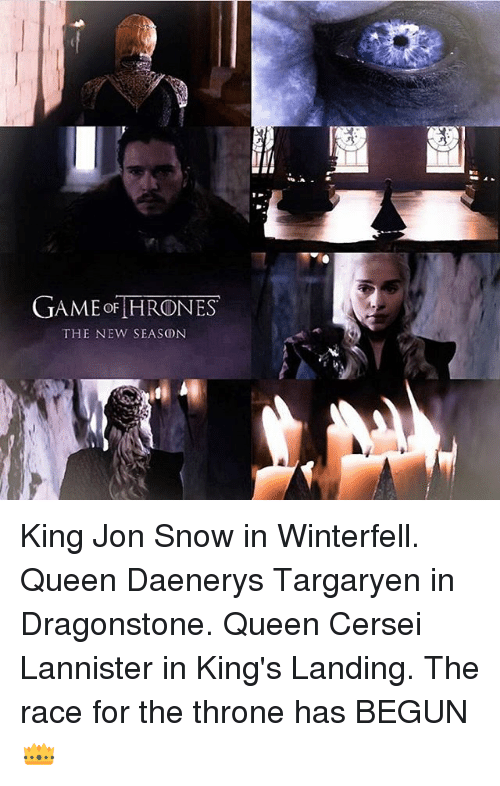 GAME OF THRONES
THE NEW SEASON
King Jon Snow in Winterfell.
Queen Daenerys Targaryen in
Dragonstone. Queen Cersei
Lannister in King's Landing. The
race for the throne has BEGUN
👑